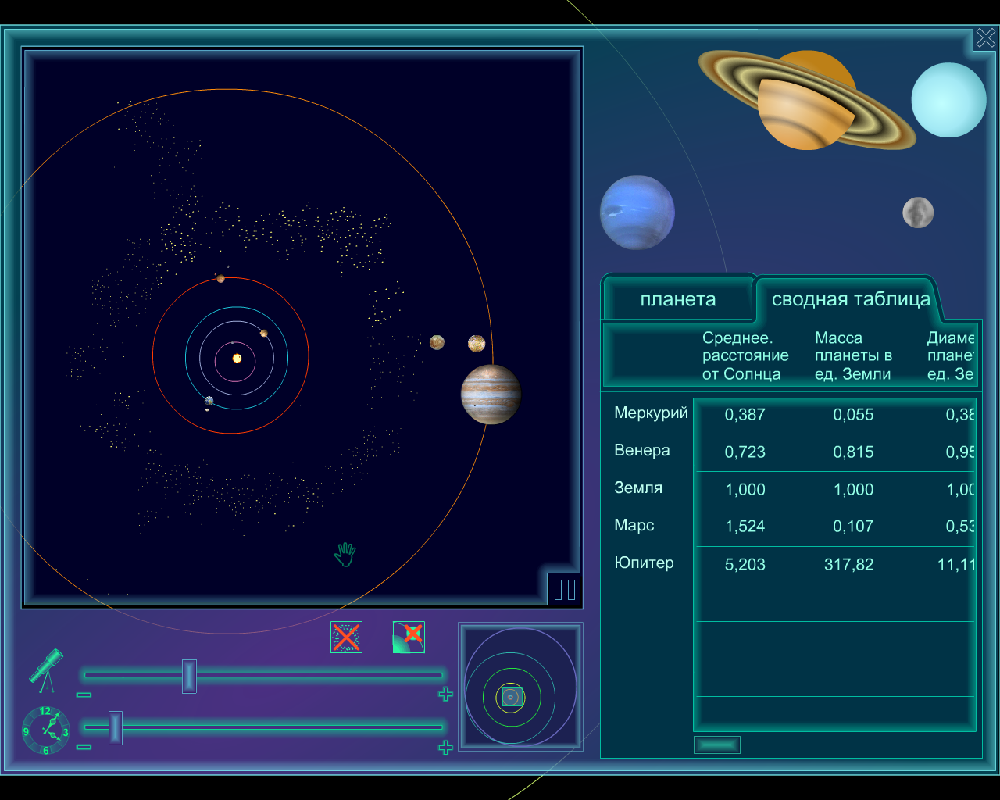 планета
сводная таблица
Среднее. расстояние от Солнца
Масса планеты в ед. Земли
Диаме
плане
ед. Зе
Меркурий 0,387 0,055 0,38
Венера 0,723 0,815 0,95
Земля 1,000 1,000 1,00
Марс 1,524 0,107 0,53
Юпитер 5,203 317,82 11,11
12
9 3
6